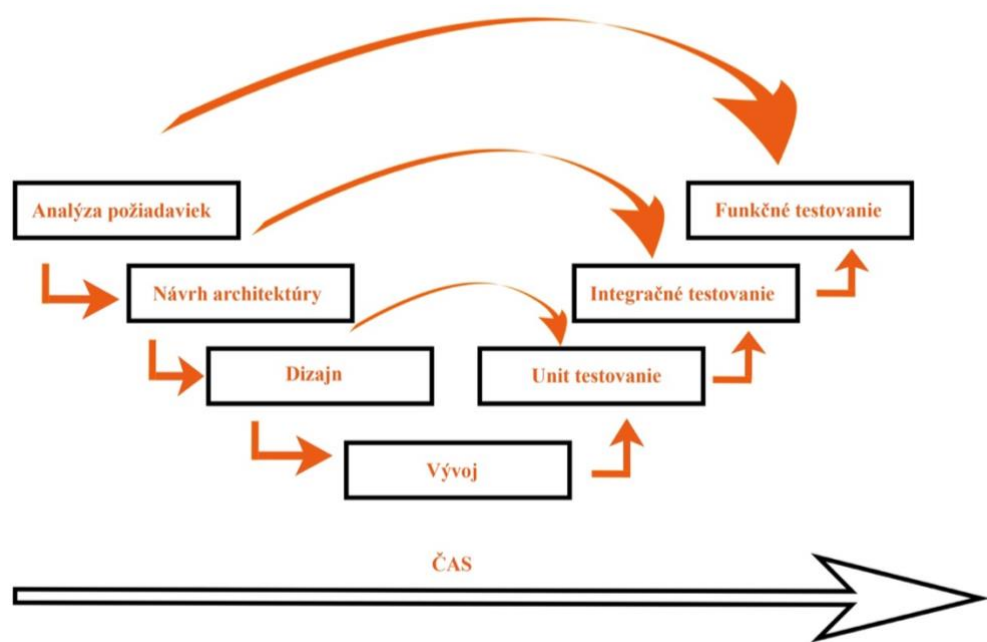 Analýza požiadaviek
Funkčné testovanie
Návrh architektúry
Integračné testovanie
Dizajn
Unit testovanie
Vývoj
ČAS